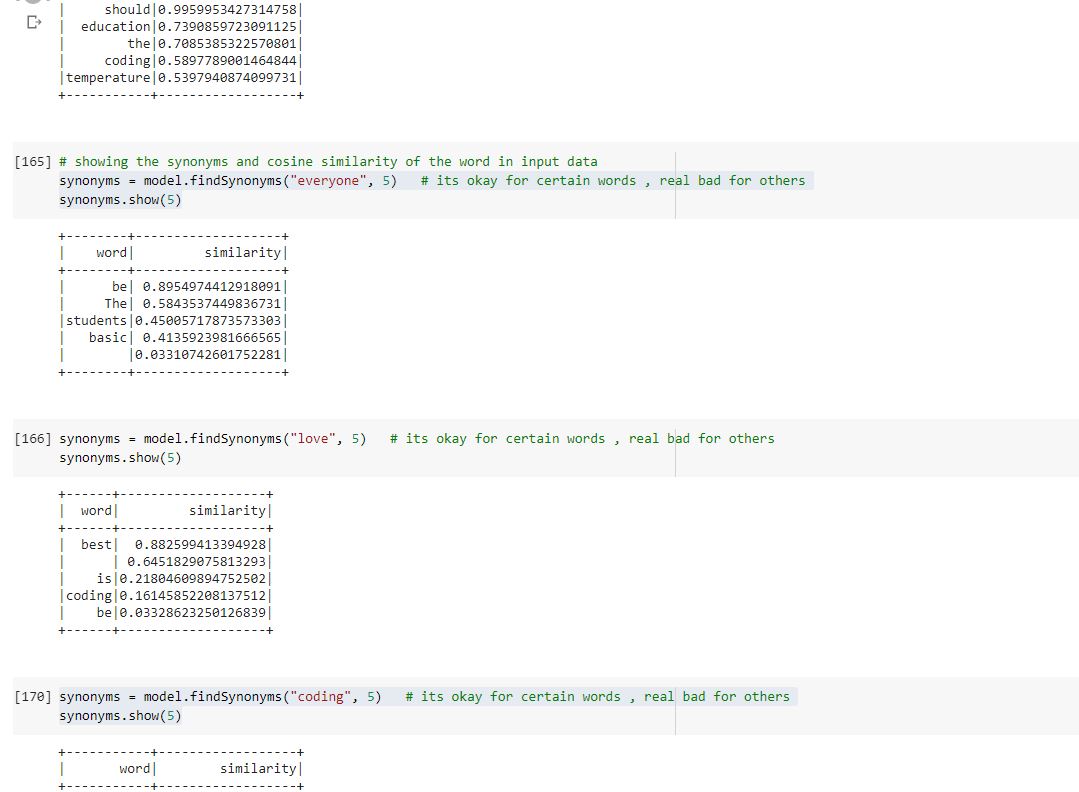 |     should|0.9959953427314758|
|  education|0.7390859723091125|
|        the|0.7085385322570801|
|     coding|0.5897789001464844|
|temperature|0.5397940874099731|
+-----------+------------------+
[165] # showing the synonyms and cosine similarity of the word in input data
synonyms = model.findSynonyms("everyone", 5)   # its okay for certain words , real bad for others
synonyms.show(5)
+--------+-------------------+
|    word|         similarity|
+--------+-------------------+
|      be| 0.8954974412918091|
|     The| 0.5843537449836731|
|students|0.45005717873573303|
|   basic| 0.4135923981666565|
|        |0.03310742601752281|
+--------+-------------------+
[166] synonyms = model.findSynonyms("love", 5)   # its okay for certain words , real bad for others
synonyms.show(5)
+------+-------------------+
|  word|         similarity|
+------+-------------------+
|  best|  0.882599413394928|
|      | 0.6451829075813293|
|    is|0.21804609894752502|
|coding|0.16145852208137512|
|    be|0.03328623250126839|
+------+-------------------+
[170] synonyms = model.findSynonyms("coding", 5)   # its okay for certain words , real bad for others
synonyms.show(5)
+-----------+------------------+
|       word|        similarity|
+-----------+------------------+